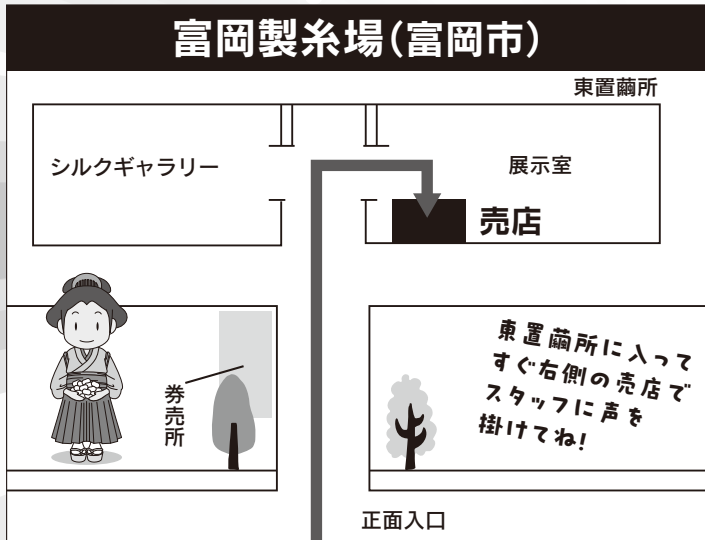 富岡製糸場(富岡市)
東置繭所
シルクギャラリー
展示室
売店
券売所
東置繭所に入って
すぐ右側の売店で
スタッフに声を
掛けてね!
正面入口